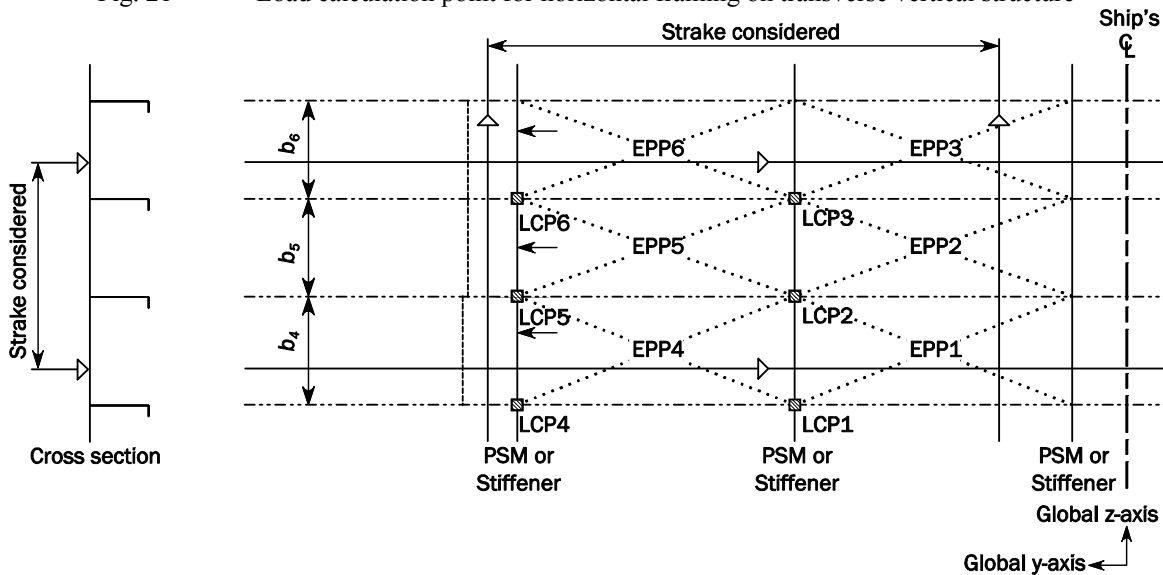 Fig. 21 Load calculation point for horizontal framing on transverse vertical structure
Ship's
℄
Strake considered
b6
EPP6
EPP3
Strake considered
LCP6
LCP3
b5
EPP5
EPP2
LCP5
LCP2
b4
EPP4
EPP1
LCP4
LCP1
Cross section
PSM or
Stiffener
PSM or
Stiffener
PSM or
Stiffener
Global z-axis
Global y-axis